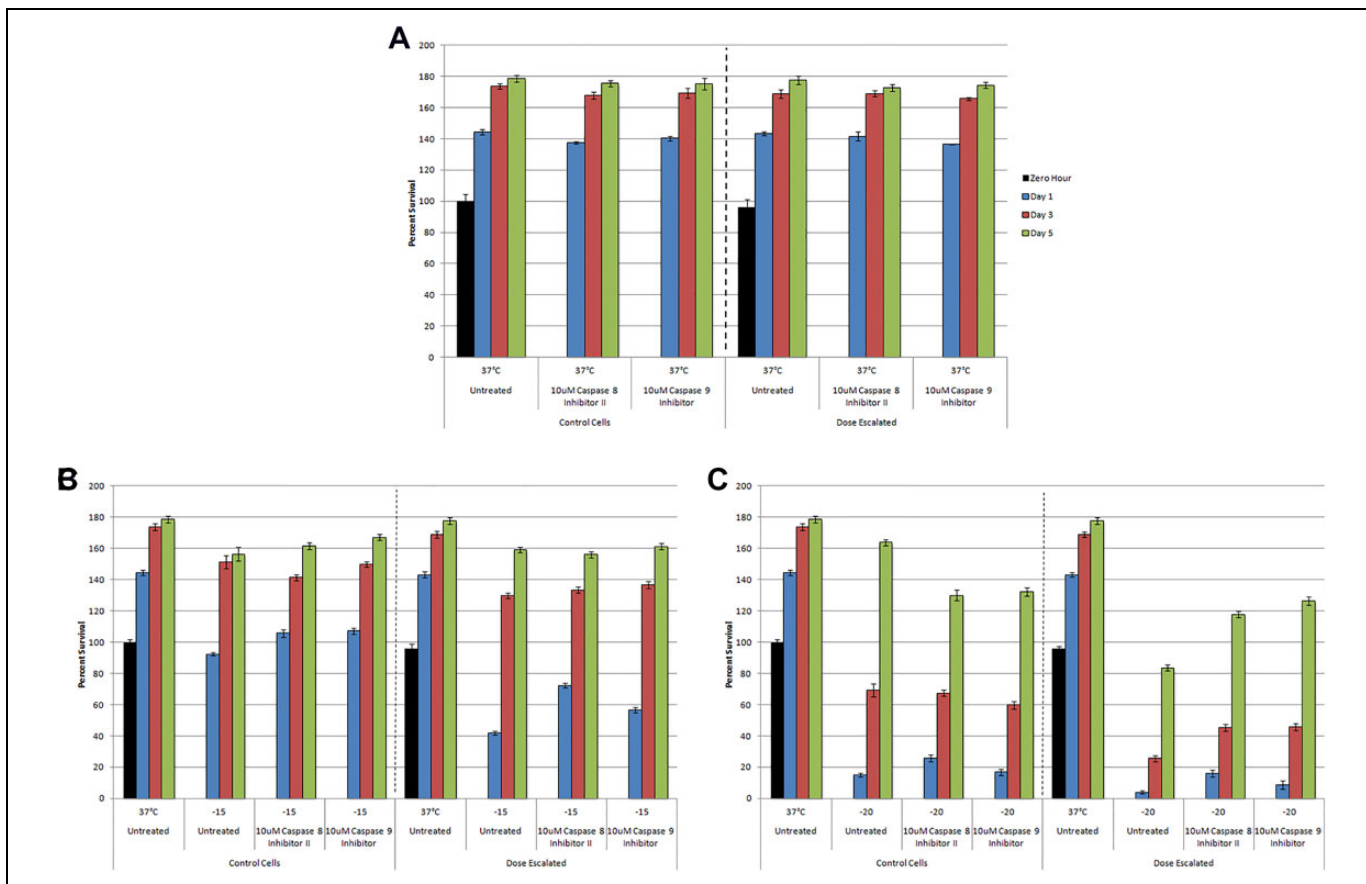 A
Percent Survival
200
180
160
140
120
100
80
60
40
20
0
37°C 37°C 37°C 37°C 37°C 37°C
Untreated 10uM Caspase 8 Inhibitor II 10uM Caspase 9 Inhibitor Untreated 10uM Caspase 8 Inhibitor II 10uM Caspase 9 Inhibitor
Control Cells Dose Escalated
Zero Hour
Day 1
Day 3
Day 5
B
Percent Survival
200
180
160
140
120
100
80
60
40
20
0
37°C -15 -15 -15 37°C -15 -15 -15
Untreated Untreated 10uM Caspase 8 Inhibitor II 10uM Caspase 9 Inhibitor Untreated Untreated 10uM Caspase 8 Inhibitor II 10uM Caspase 9 Inhibitor
Control Cells Dose Escalated
C
Percent Survival
200
180
160
140
120
100
80
60
40
20
0
37°C -20 -20 -20 37°C -20 -20 -20
Untreated Untreated 10uM Caspase 8 Inhibitor II 10uM Caspase 9 Inhibitor Untreated Untreated 10uM Caspase 8 Inhibitor II 10uM Caspase 9 Inhibitor
Control Cells Dose Escalated